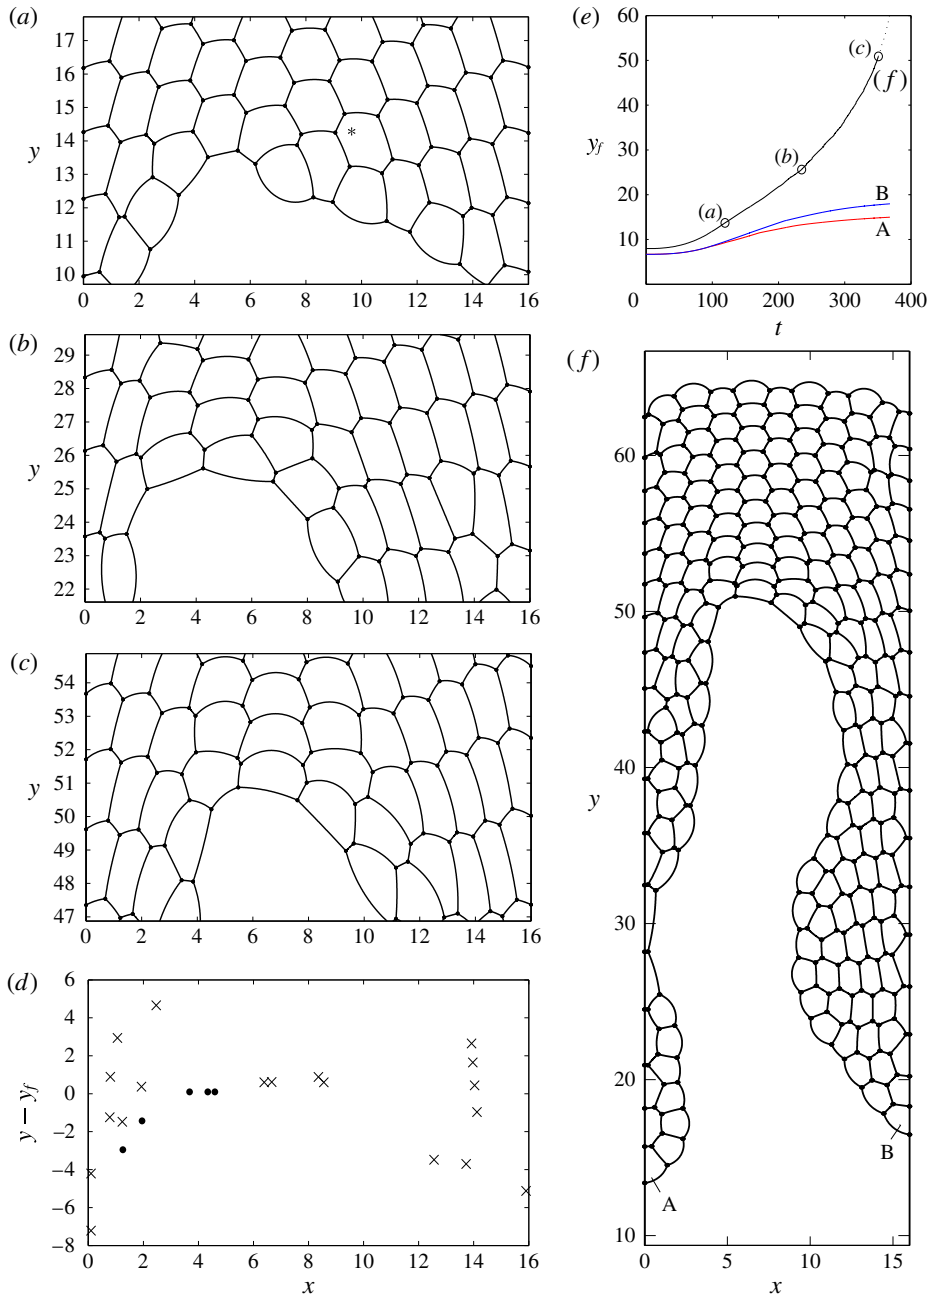 (a)
17
16
15
14
13
12
11
10
y
*
0 2 4 6 8 10 12 14 16
(b)
29
28
27
26
25
24
23
22
y
0 2 4 6 8 10 12 14 16
(c)
54
53
52
51
50
49
48
47
y
0 2 4 6 8 10 12 14 16
(d)
6
4
2
0
−2
−4
−6
−8
y − yf
0 2 4 6 8 10 12 14 16
x
(e)
60
50
40
30
20
10
yf
(a)
(b)
(c)
(f)
B
A
0 100 200 300 400
t
(f)
60
50
40
30
20
10
y
A
B
0 5 10 15
x